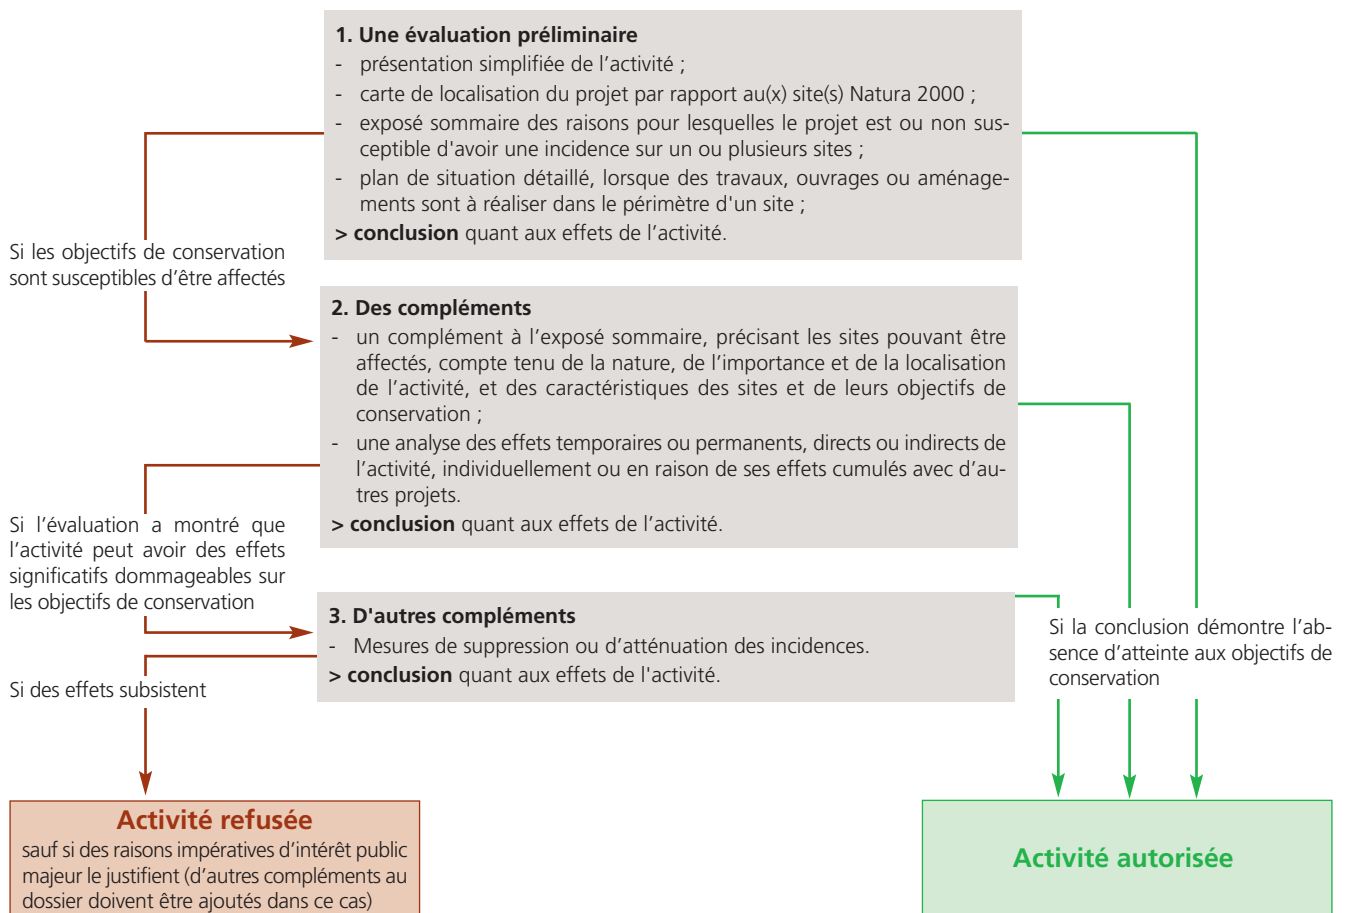 1. Une évaluation préliminaire
- présentation simplifiée de l’activité ;
- carte de localisation du projet par rapport au(x) site(s) Natura 2000 ;
- exposé sommaire des raisons pour lesquelles le projet est ou non sus-
ceptible d'avoir une incidence sur un ou plusieurs sites ;
- plan de situation détaillé, lorsque des travaux, ouvrages ou aménage-
ments sont à réaliser dans le périmètre d'un site ;
> conclusion quant aux effets de l’activité.
Si les objectifs de conservation
sont susceptibles d’être affectés
2. Des compléments
- un complément à l’exposé sommaire, précisant les sites pouvant être
affectés, compte tenu de la nature, de l’importance et de la localisation
de l’activité, et des caractéristiques des sites et de leurs objectifs de
conservation ;
- une analyse des effets temporaires ou permanents, directs ou indirects de
l’activité, individuellement ou en raison de ses effets cumulés avec d’au-
tres projets.
> conclusion quant aux effets de l’activité.
Si l’évaluation a montré que
l’activité peut avoir des effets
significatifs dommageables sur
les objectifs de conservation
3. D'autres compléments
- Mesures de suppression ou d’atténuation des incidences.
> conclusion quant aux effets de l'activité.
Si des effets subsistent
Si la conclusion démontre l’ab-
sence d’atteinte aux objectifs de
conservation
Activité refusée
sauf si des raisons impératives d’intérêt public
majeur le justifient (d’autres compléments au
dossier doivent être ajoutés dans ce cas)
Activité autorisée